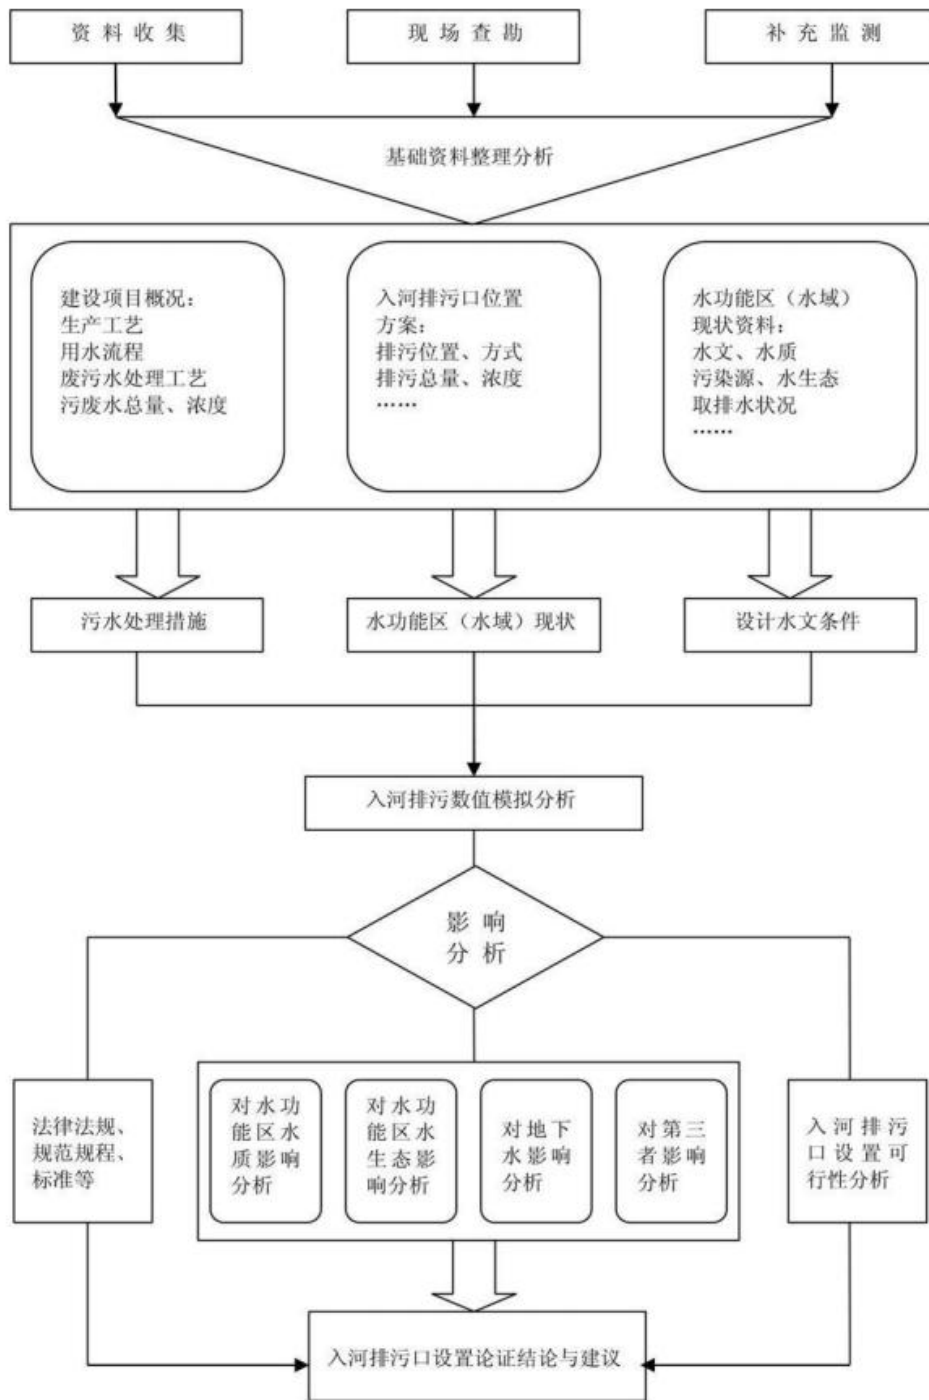 资料收集
现场查勘
补充监测
基础资料整理分析
建设项目概况：
生产工艺
用水流程
废污水处理工艺
污废水总量、浓度
入河排污口位置
方案：
排污位置、方式
排污总量、浓度
……
水功能区（水域）
现状资料：
水文、水质
污染源、水生态
取排水状况
……
污水处理措施
水功能区（水域）现状
设计水文条件
入河排污数值模拟分析
影响
分析
法律法规、
规范规程、
标准等
对水功
能区水
质影响
分析
对水功
能区水
生态影
响分析
对地下
水影响
分析
对第三
者影响
分析
入河排污
口设置可
行性分析
入河排污口设置论证结论与建议